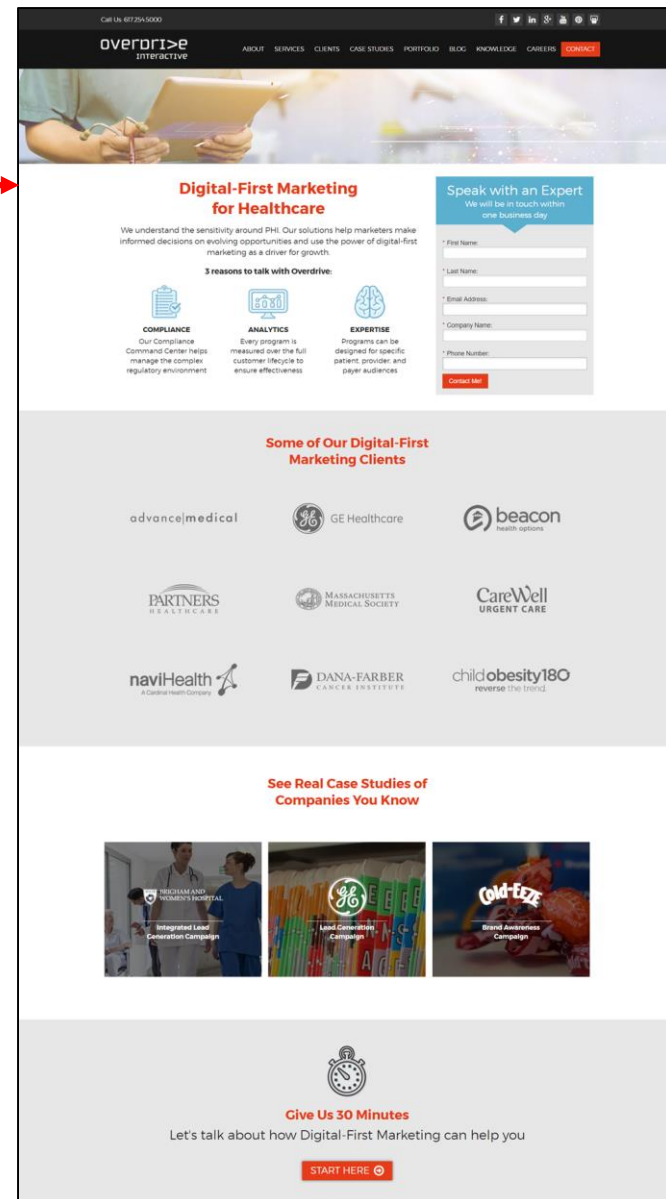 Call Us: 617.254.5000
overdri>e
interactive
ABOUT SERVICES CLIENTS CASE STUDIES PORTFOLIO BLOG KNOWLEDGE CAREERS CONTACT
Digital-First Marketing
for Healthcare
We understand the sensitivity around PHI. Our solutions help marketers make
informed decisions on evolving opportunities and use the power of digital-first
marketing as a driver for growth.
3 reasons to talk with Overdrive:
COMPLIANCE
Our Compliance
Command Center helps
manage the complex
regulatory environment
ANALYTICS
Every program is
measured over the full
customer lifecycle to
ensure effectiveness
EXPERTISE
Programs can be
designed for specific
patient, provider, and
payer audiences
Speak with an Expert
We will be in touch within
one business day
* First Name:
* Last Name:
* Email Address:
* Company Name:
* Phone Number:
Contact Me!
Some of Our Digital-First
Marketing Clients
advance|medical
GE Healthcare
beacon
health options
PARTNERS
HEALTHCARE
MASSACHUSETTS
MEDICAL SOCIETY
CareWell
URGENT CARE
naviHealth
A Cardinal Health Company
DANA-FARBER
CANCER INSTITUTE
childobesity180
reverse the trend.
See Real Case Studies of
Companies You Know
BRIGHAM AND
WOMEN'S HOSPITAL
Integrated Lead
Generation Campaign
GE
Lead Generation
Campaign
COLD-EEZE
Brand Awareness
Campaign
Give Us 30 Minutes
Let's talk about how Digital-First Marketing can help you
START HERE